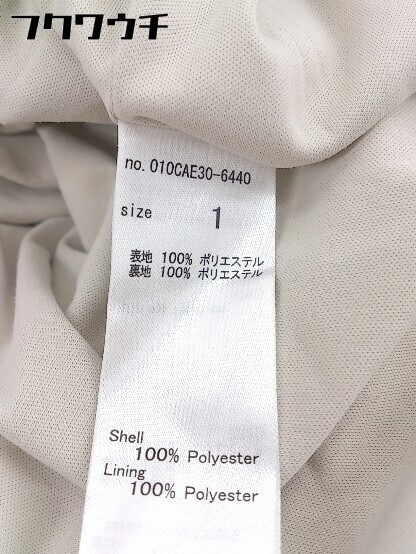 フクワウチ
no. 010CAE30-6440
size 1
表地 100% ポリエステル
裏地 100% ポリエステル
Shell
100% Polyester
Lining
100% Polyester